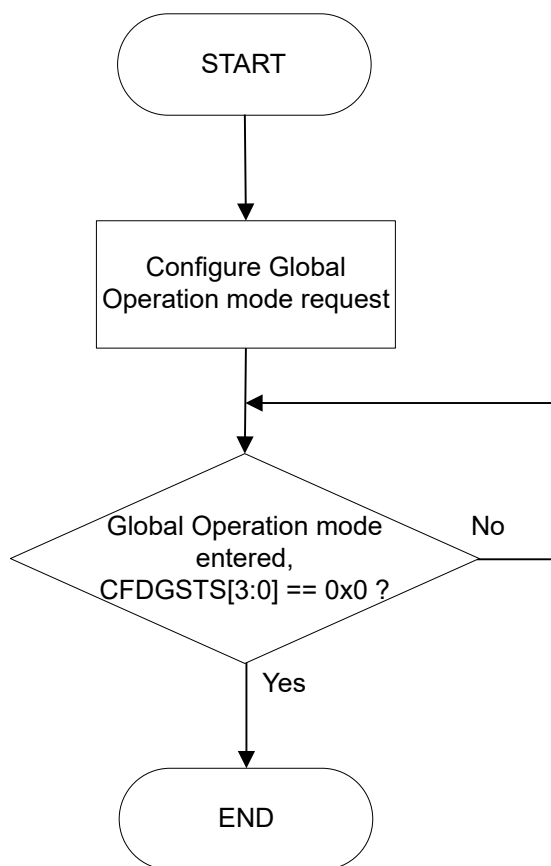 START
Configure Global
Operation mode request
Global Operation mode
entered,
CFDGSTS[3:0] == 0x0 ?
No
Yes
END